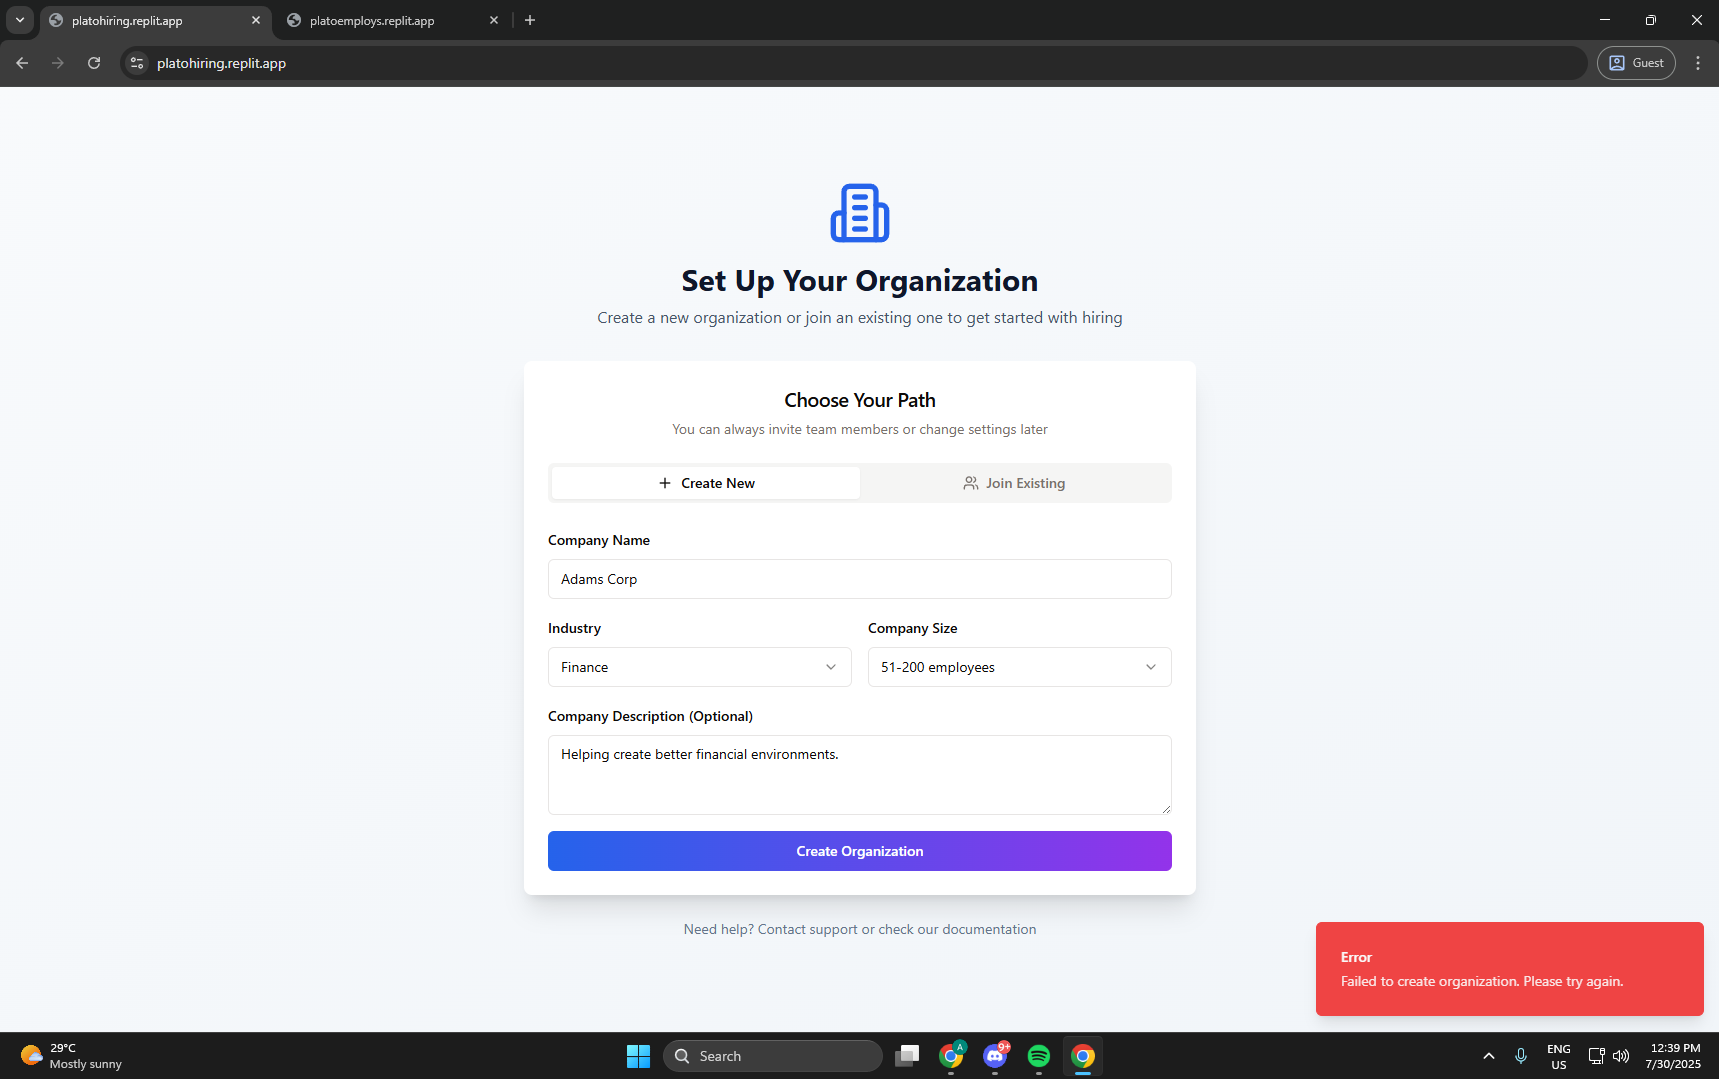 platohiring.replit.app
platoemploys.replit.app
platohiring.replit.app
Guest
Set Up Your Organization
Create a new organization or join an existing one to get started with hiring
Choose Your Path
You can always invite team members or change settings later
Create New
Join Existing
Company Name
Adams Corp
Industry
Company Size
Finance
51-200 employees
Company Description (Optional)
Helping create better financial environments.
Create Organization
Need help? Contact support or check our documentation
Error
Failed to create organization. Please try again.
29°C
Mostly sunny
Search
A
9+
ENG
US
12:39 PM
7/30/2025